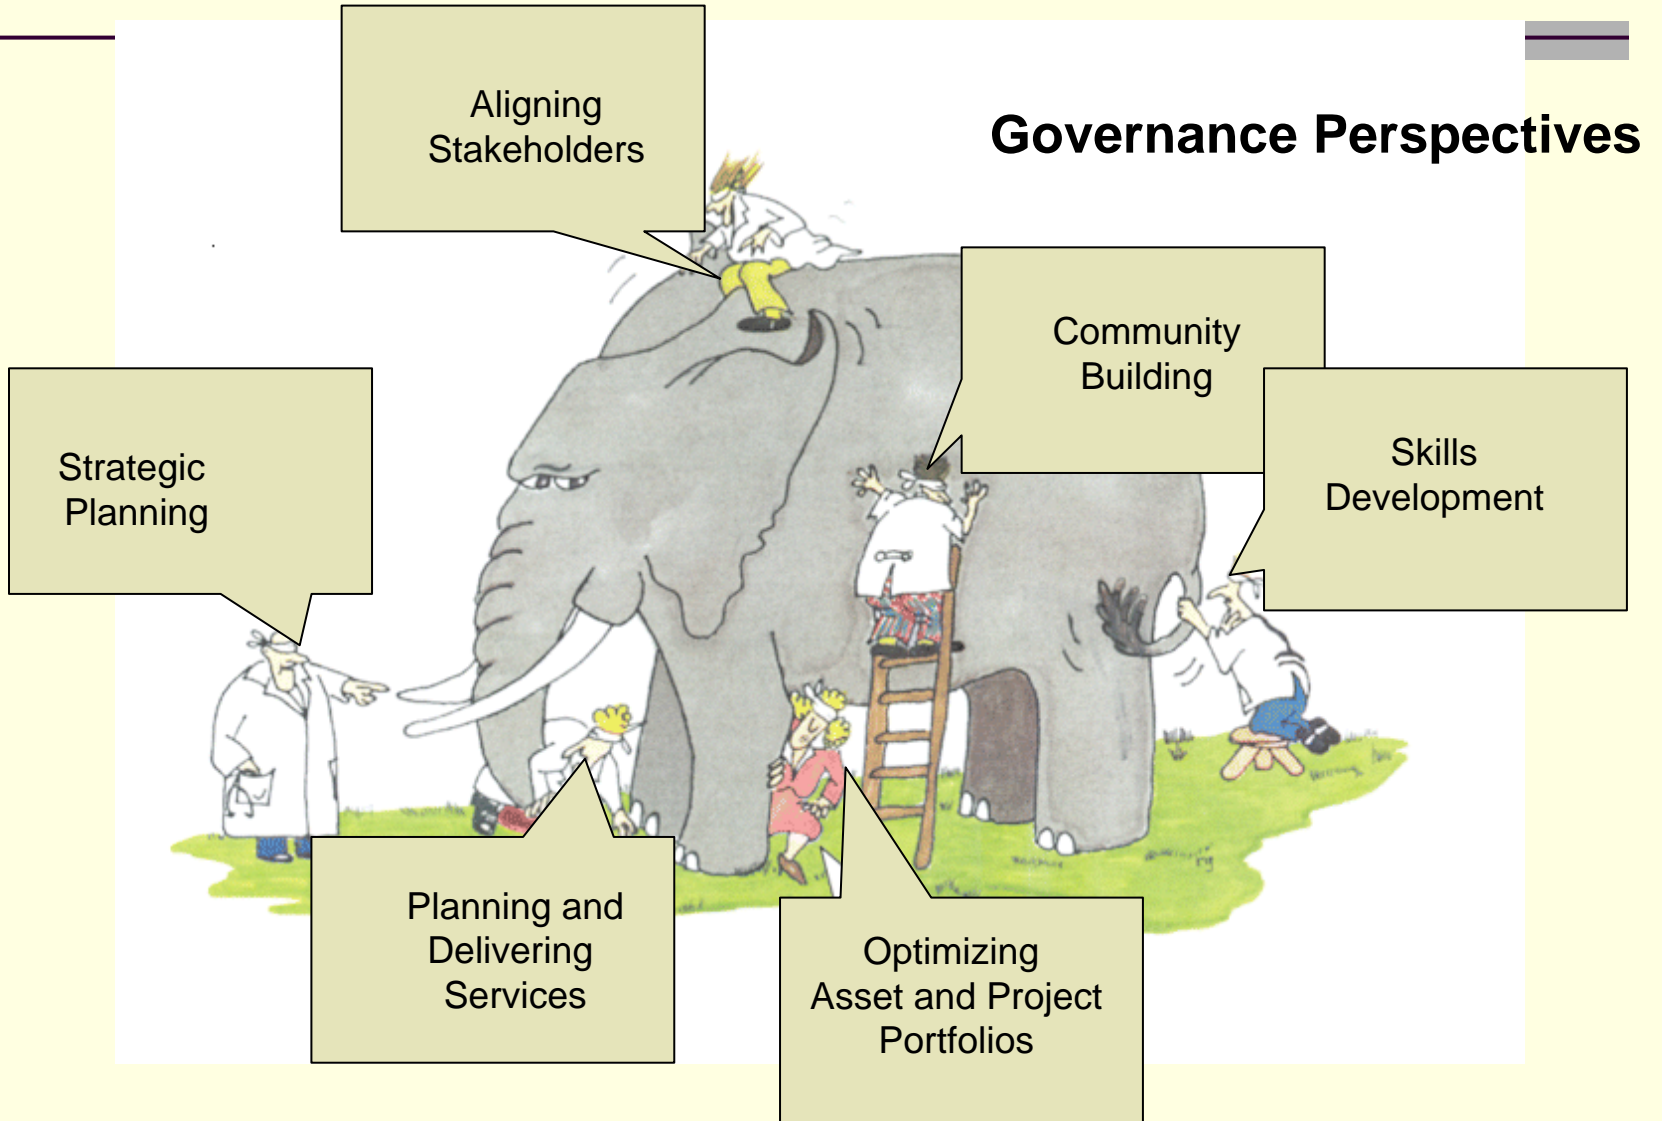 Governance Perspectives
Aligning
Stakeholders
Community
Building
Skills
Development
Strategic
Planning
Planning and
Delivering
Services
Optimizing
Asset and Project
Portfolios